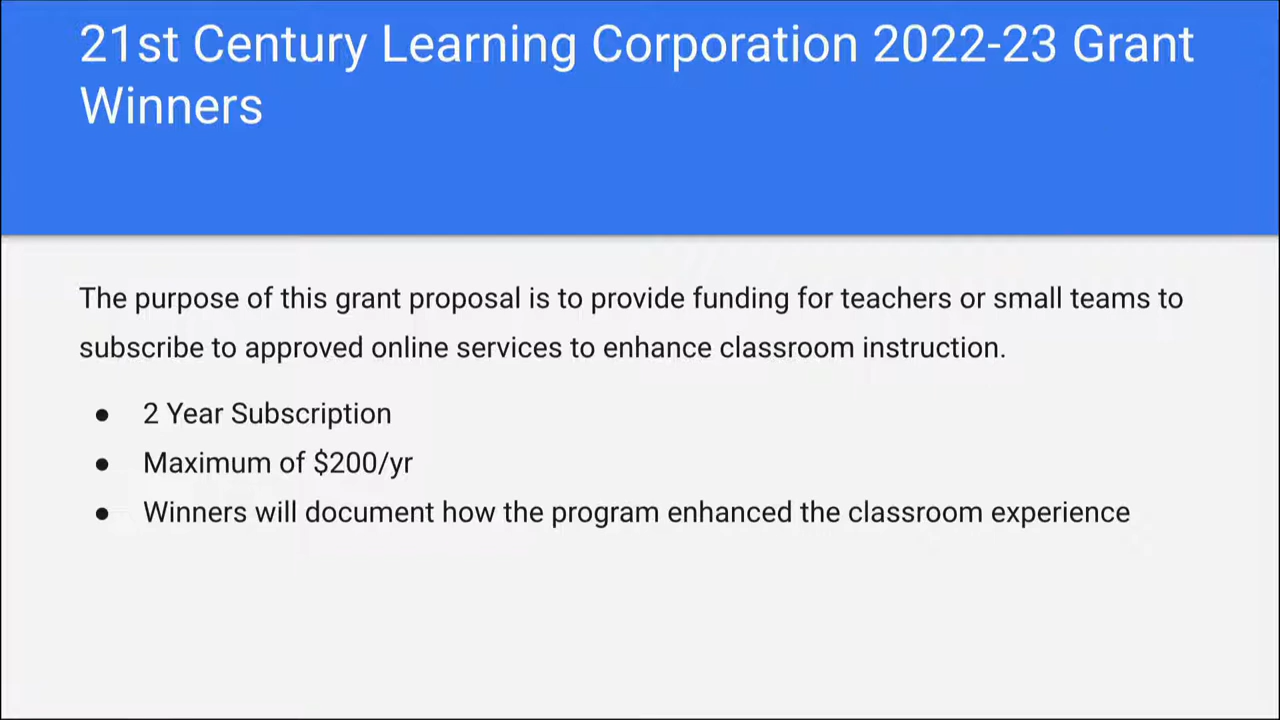 21st Century Learning Corporation 2022-23 Grant
Winners
The purpose of this grant proposal is to provide funding for teachers or small teams to
subscribe to approved online services to enhance classroom instruction.
● 2 Year Subscription
● Maximum of $200/yr
● Winners will document how the program enhanced the classroom experience